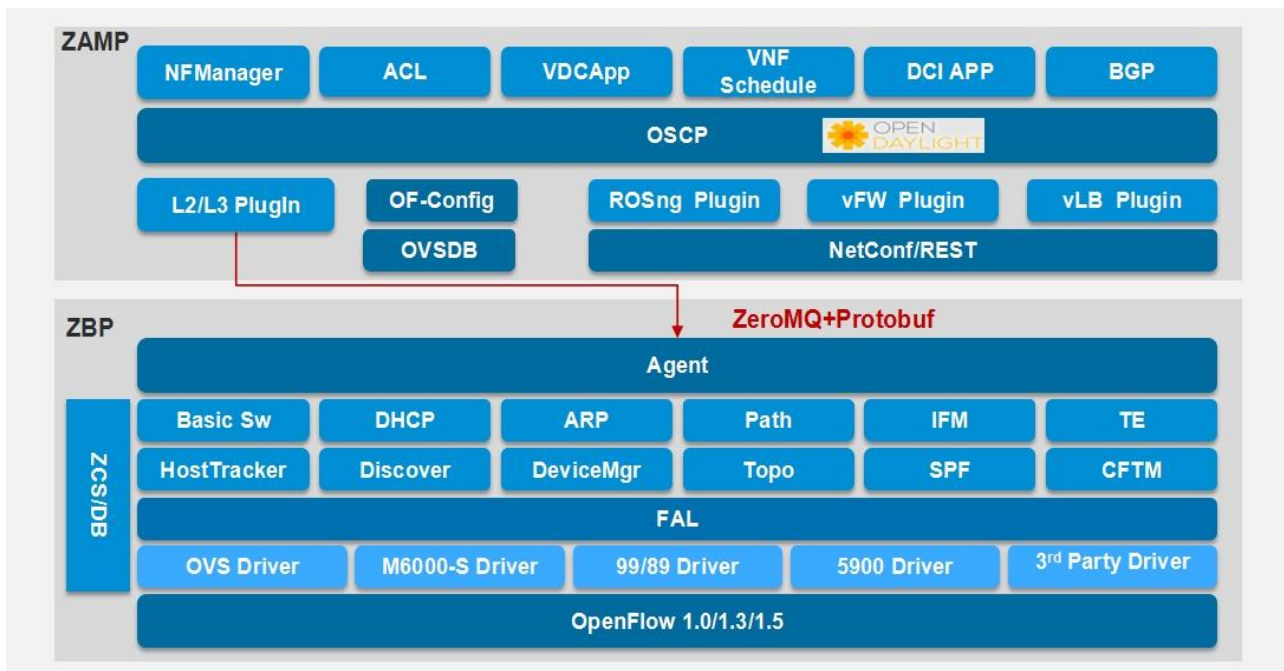 ZAMP
NFManager
ACL
VDCApp
VNF
Schedule
DCI APP
BGP
OSCP
OPEN
DAYLIGHT
L2/L3 PlugIn
OF-Config
ROSng Plugin
vFW Plugin
vLB Plugin
OVSDB
NetConf/REST
ZBP
ZeroMQ+Protobuf
Agent
ZCS/DB
Basic Sw
DHCP
ARP
Path
IFM
TE
HostTracker
Discover
DeviceMgr
Topo
SPF
CFTM
FAL
OVS Driver
M6000-S Driver
99/89 Driver
5900 Driver
3rd Party Driver
OpenFlow 1.0/1.3/1.5